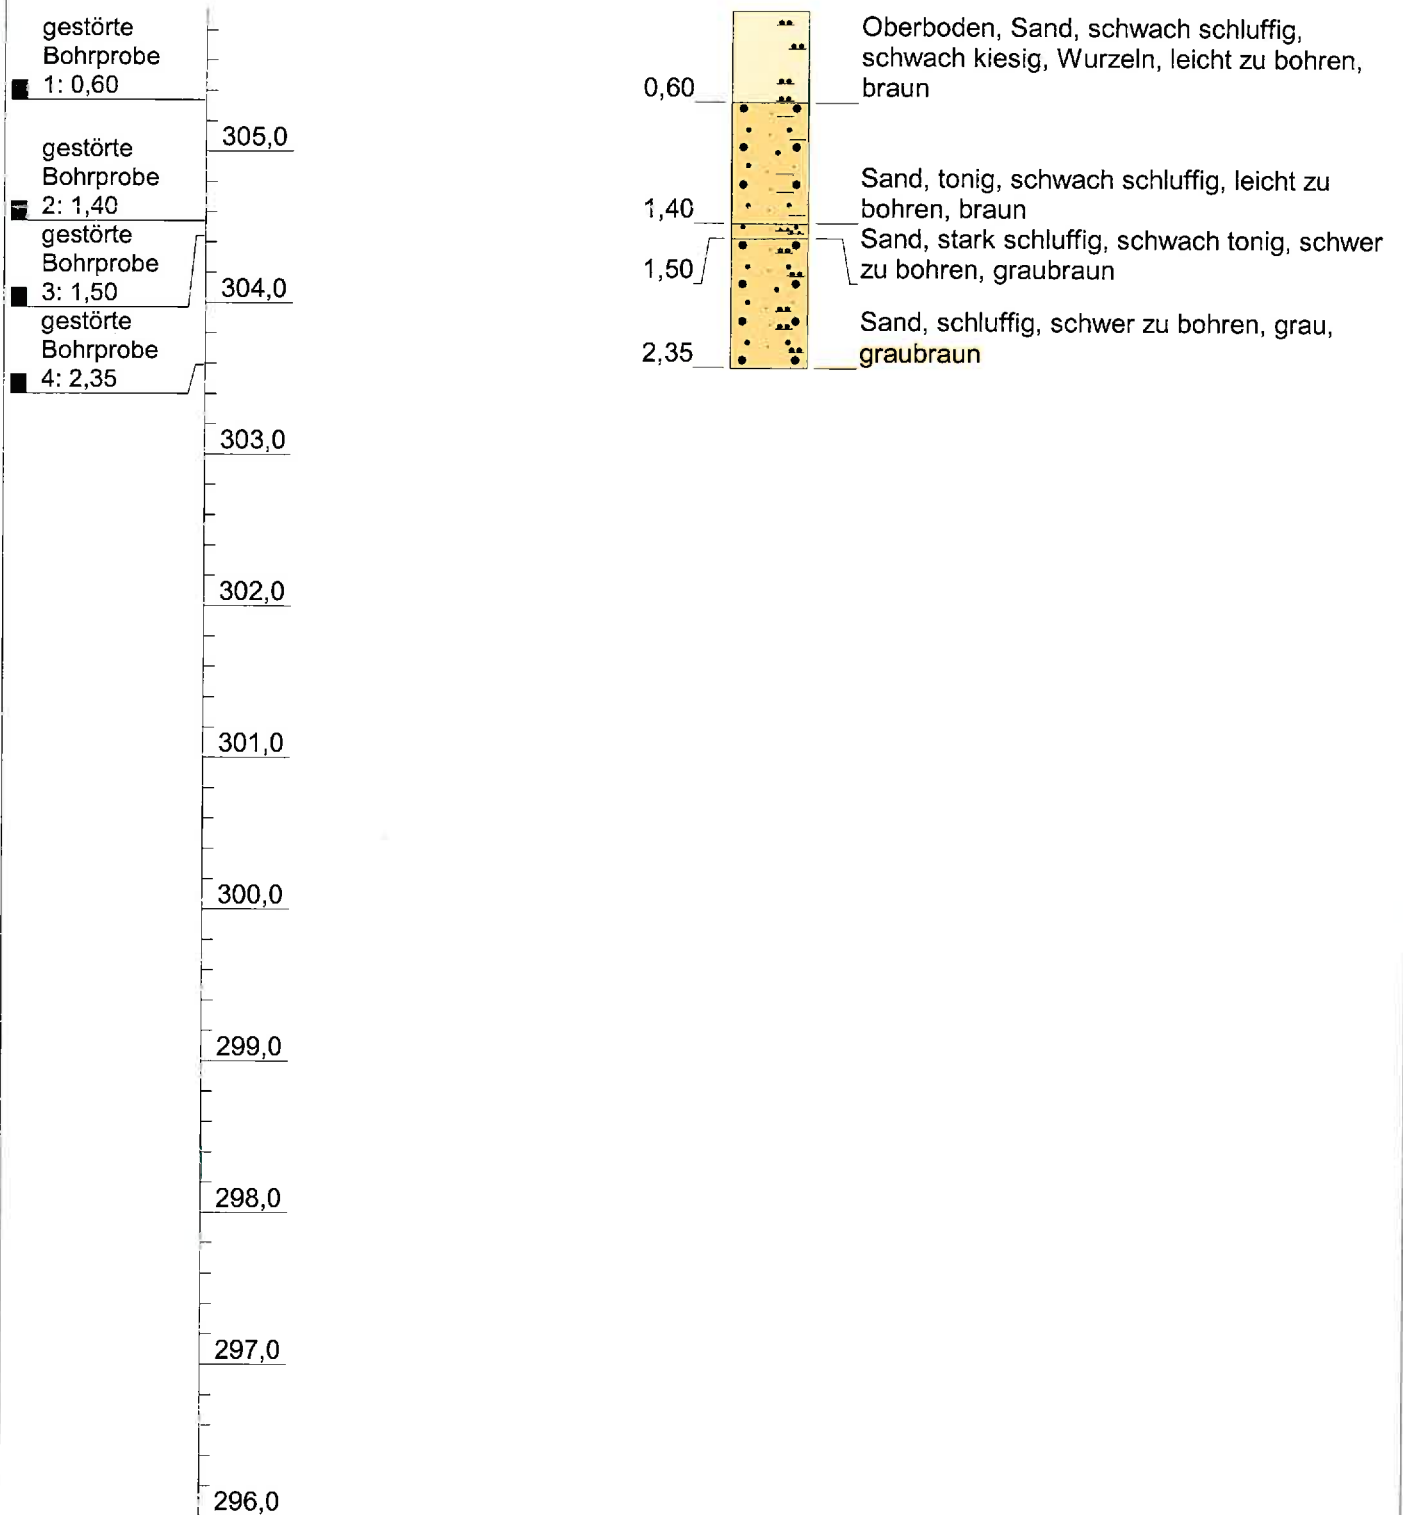 gestörte
Bohrprobe
1: 0,60
gestörte
Bohrprobe
2: 1,40
gestörte
Bohrprobe
3: 1,50
gestörte
Bohrprobe
4: 2,35
305,0
304,0
303,0
302,0
301,0
300,0
299,0
298,0
297,0
296,0
0,60
1,40
1,50
2,35
Oberboden, Sand, schwach schluffig,
schwach kiesig, Wurzeln, leicht zu bohren,
braun
Sand, tonig, schwach schluffig, leicht zu
bohren, braun
Sand, stark schluffig, schwach tonig, schwer
zu bohren, graubraun
Sand, schluffig, schwer zu bohren, grau,
graubraun